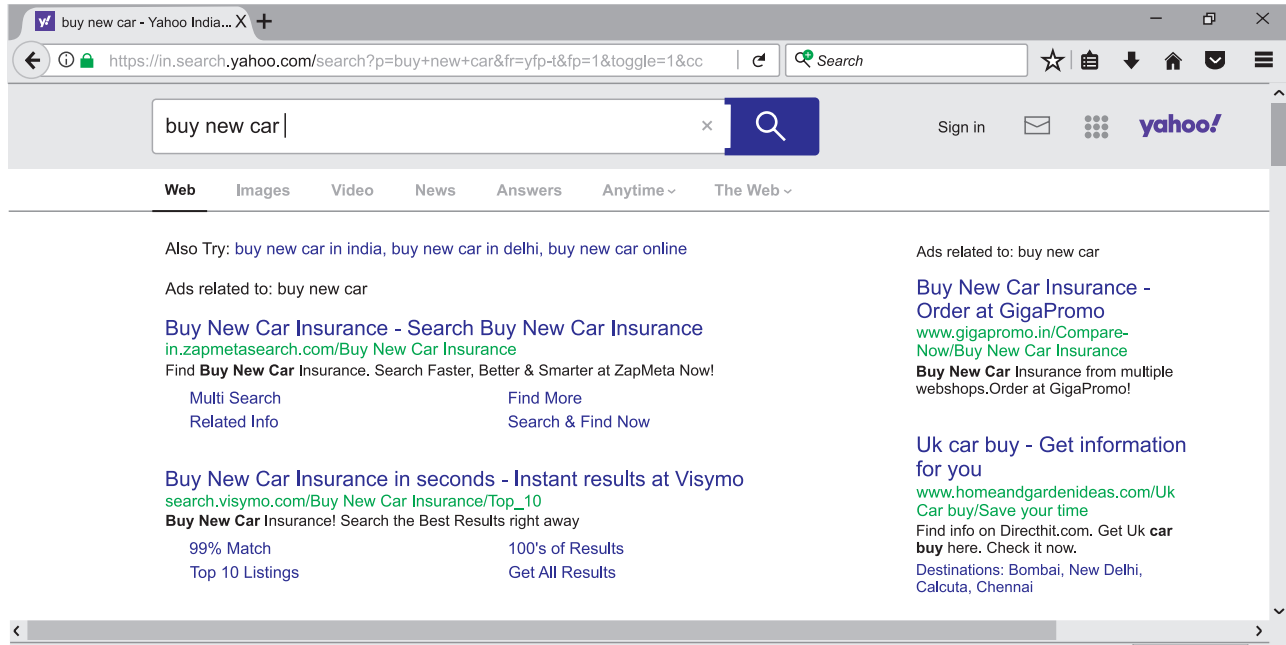 buy new car - Yahoo India... X +
https://in.search.yahoo.com/search?p=buy+new+car&fr=yfp-t&fp=1&toggle=1&cc
Search
buy new car
Sign in
yahoo!
Web Images Video News Answers Anytime The Web
Also Try: buy new car in india, buy new car in delhi, buy new car online
Ads related to: buy new car
Buy New Car Insurance - Search Buy New Car Insurance
in.zapmetasearch.com/Buy New Car Insurance
Find Buy New Car Insurance. Search Faster, Better & Smarter at ZapMeta Now!
Multi Search Find More
Related Info Search & Find Now
Buy New Car Insurance in seconds - Instant results at Visymo
search.visymo.com/Buy New Car Insurance/Top_10
Buy New Car Insurance! Search the Best Results right away
99% Match 100's of Results
Top 10 Listings Get All Results
Ads related to: buy new car
Buy New Car Insurance -
Order at GigaPromo
www.gigapromo.in/Compare-
Now/Buy New Car Insurance
Buy New Car Insurance from multiple
webshops.Order at GigaPromo!
Uk car buy - Get information
for you
www.homeandgardenideas.com/Uk
Car buy/Save your time
Find info on Directhit.com. Get Uk car
buy here. Check it now.
Destinations: Bombai, New Delhi,
Calcuta, Chennai